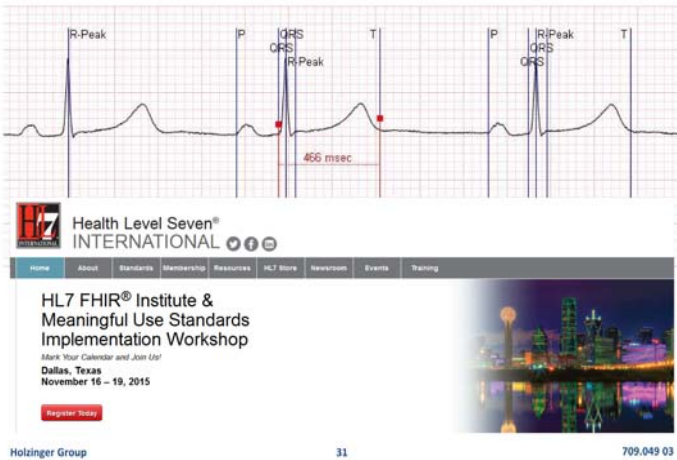 R-Peak
P
QRS
T
P
R-Peak
T
QRS
QRS
R-Peak
QRS
466 msec
HL7
INTERNATIONAL
Health Level Seven®
INTERNATIONAL
Home About Standards Membership Resources HL7 Store Newsroom Events Training
HL7 FHIR® Institute &
Meaningful Use Standards
Implementation Workshop
Mark Your Calendar and Join Us!
Dallas, Texas
November 16 – 19, 2015
Register Today
Holzinger Group 31 709.049 03